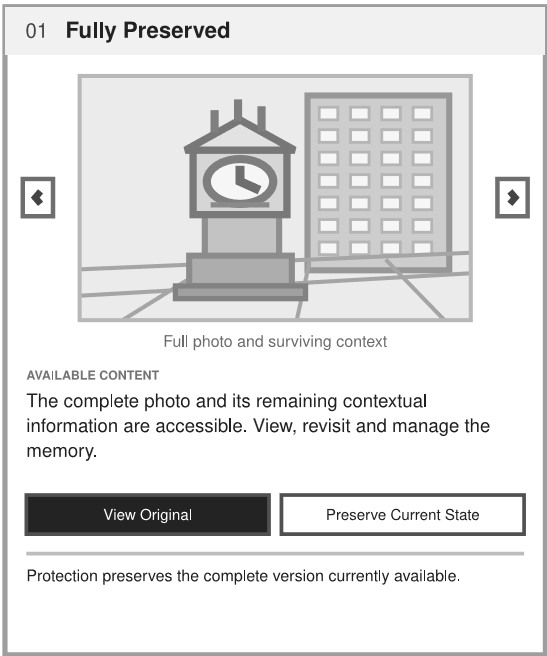 01 Fully Preserved
Full photo and surviving context
AVAILABLE CONTENT
The complete photo and its remaining contextual
information are accessible. View, revisit and manage the
memory.
View Original
Preserve Current State
Protection preserves the complete version currently available.